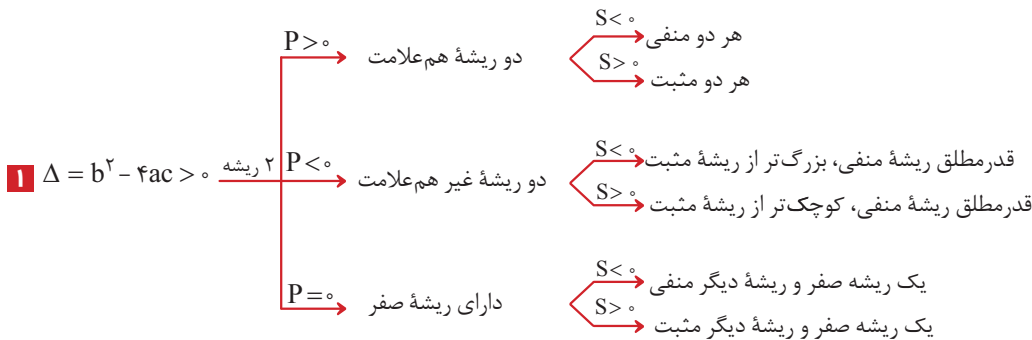 ۱ Δ = b² − ۴ac > ۰ ۲ ریشه
P > ۰ دو ریشهٔ هم‌علامت
S < ۰ هر دو منفی
S > ۰ هر دو مثبت
P < ۰ دو ریشهٔ غیر هم‌علامت
S < ۰ قدرمطلق ریشهٔ منفی، بزرگ‌تر از ریشهٔ مثبت
S > ۰ قدرمطلق ریشهٔ منفی، کوچک‌تر از ریشهٔ مثبت
P = ۰ دارای ریشهٔ صفر
S < ۰ یک ریشه صفر و ریشهٔ دیگر منفی
S > ۰ یک ریشه صفر و ریشهٔ دیگر مثبت